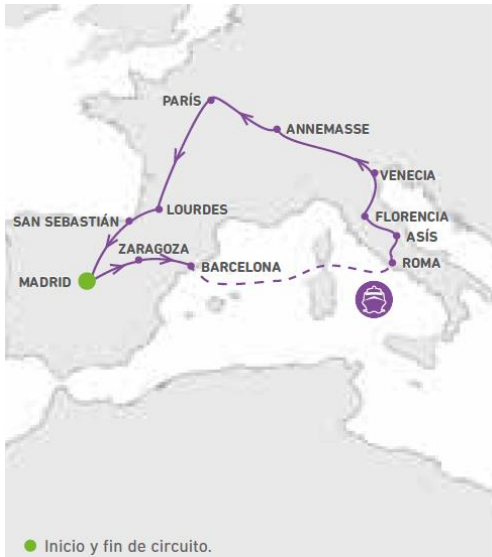 PARÍS
ANNEMASSE
VENECIA
LOURDES
SAN SEBASTIÁN
FLORENCIA
ASÍS
ZARAGOZA
ROMA
BARCELONA
MADRID
Inicio y fin de circuito.